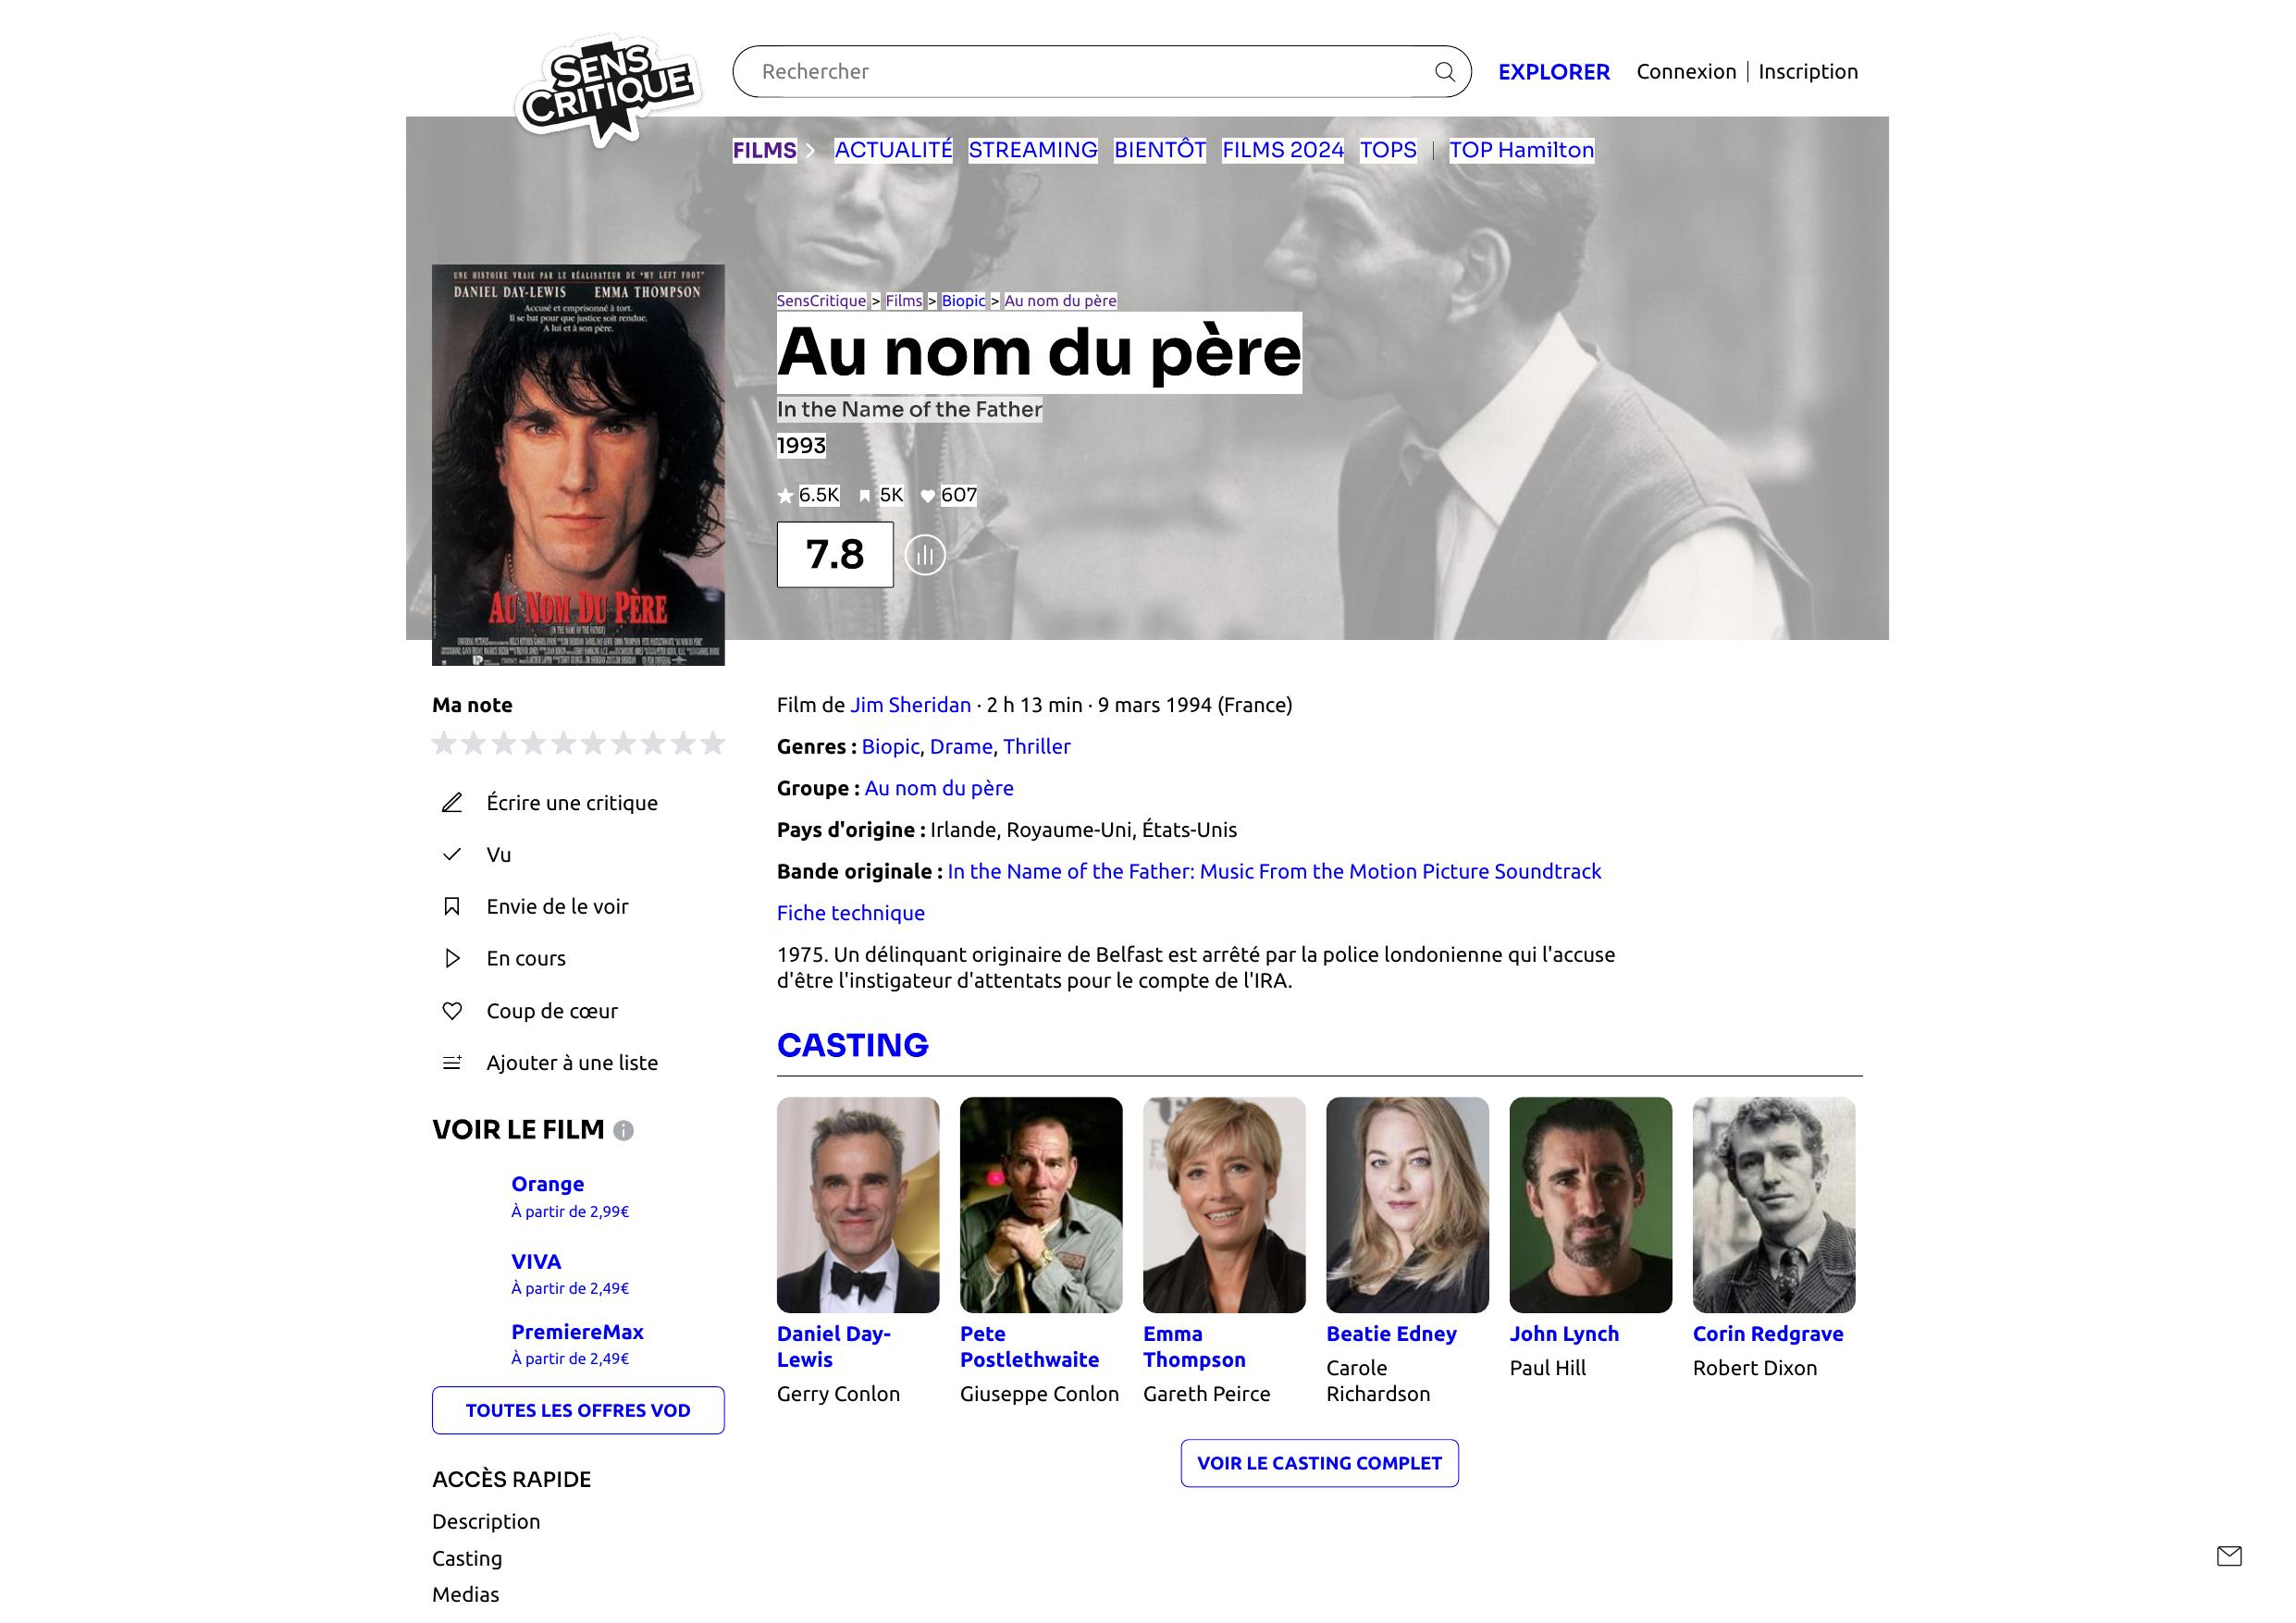 SENS
CRITIQUE
Rechercher
EXPLORER
Connexion | Inscription
FILMS
ACTUALITÉ
STREAMING
BIENTÔT
FILMS 2024
TOPS
|
TOP Hamilton
UNE HISTOIRE VRAIE PAR LE RÉALISATEUR DE "MY LEFT FOOT"
DANIEL DAY-LEWIS EMMA THOMPSON
Accusé et emprisonné à tort.
Il se bat pour que justice soit rendue.
A lui et à son père.
AU NOM DU PÈRE
(IN THE NAME OF THE FATHER)
SensCritique > Films > Biopic > Au nom du père
Au nom du père
In the Name of the Father
1993
6.5K 5K 607
7.8
Ma note
Écrire une critique
Vu
Envie de le voir
En cours
Coup de cœur
Ajouter à une liste
VOIR LE FILM
Orange
À partir de 2,99€
VIVA
À partir de 2,49€
PremiereMax
À partir de 2,49€
TOUTES LES OFFRES VOD
ACCÈS RAPIDE
Description
Casting
Medias
Film de Jim Sheridan · 2 h 13 min · 9 mars 1994 (France)
Genres : Biopic, Drame, Thriller
Groupe : Au nom du père
Pays d'origine : Irlande, Royaume-Uni, États-Unis
Bande originale : In the Name of the Father: Music From the Motion Picture Soundtrack
Fiche technique
1975. Un délinquant originaire de Belfast est arrêté par la police londonienne qui l'accuse
d'être l'instigateur d'attentats pour le compte de l'IRA.
CASTING
Daniel Day-
Lewis
Gerry Conlon
Pete
Postlethwaite
Giuseppe Conlon
Emma
Thompson
Gareth Peirce
Beatie Edney
Carole
Richardson
John Lynch
Paul Hill
Corin Redgrave
Robert Dixon
VOIR LE CASTING COMPLET